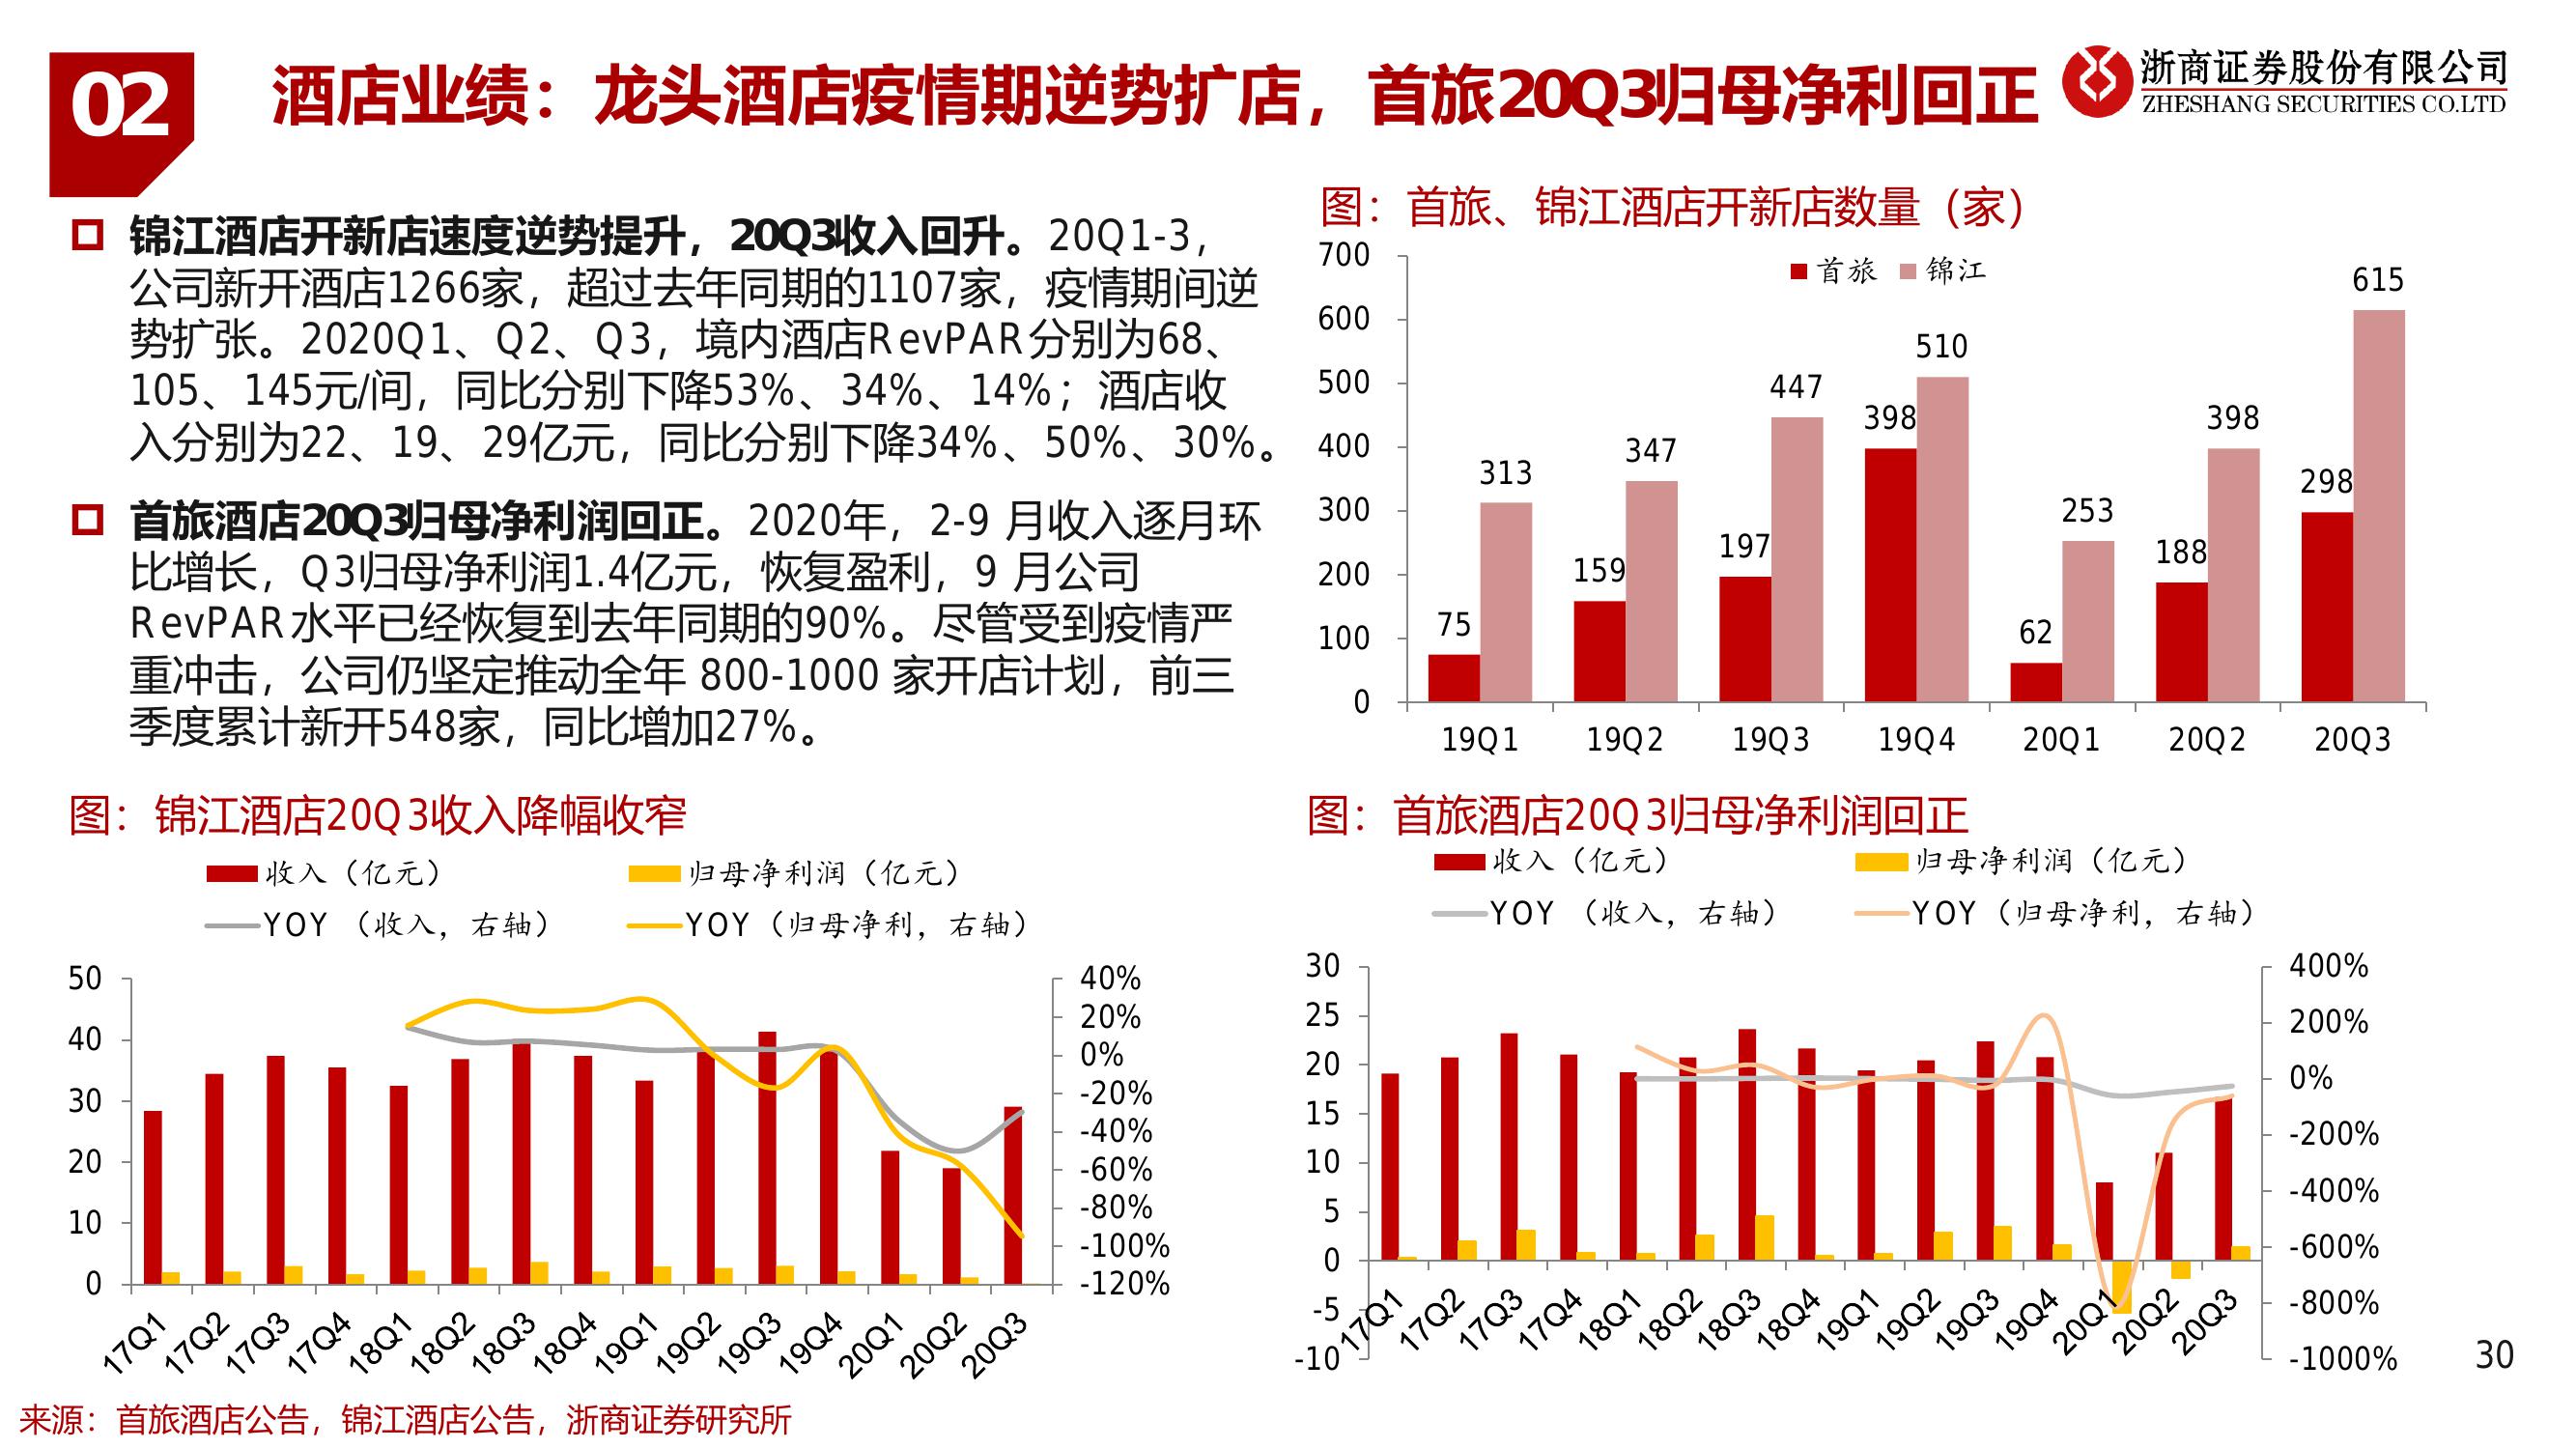 02
酒店业绩：龙头酒店疫情期逆势扩店，首旅20Q3归母净利回正
浙商证券股份有限公司
ZHESHANG SECURITIES CO.LTD
锦江酒店开新店速度逆势提升，20Q3收入回升。20Q1-3，
公司新开酒店1266家，超过去年同期的1107家，疫情期间逆
势扩张。2020Q1、Q2、Q3，境内酒店RevPAR分别为68、
105、145元/间，同比分别下降53%、34%、14%；酒店收
入分别为22、19、29亿元，同比分别下降34%、50%、30%。
首旅酒店20Q3归母净利润回正。2020年，2-9 月收入逐月环
比增长，Q3归母净利润1.4亿元，恢复盈利，9 月公司
RevPAR水平已经恢复到去年同期的90%。尽管受到疫情严
重冲击，公司仍坚定推动全年 800-1000 家开店计划，前三
季度累计新开548家，同比增加27%。
图：首旅、锦江酒店开新店数量（家）
首旅 锦江
700
600
500
400
300
200
100
0
75 313 159 347 197 447 398 510 62 253 188 398 298 615
19Q1 19Q2 19Q3 19Q4 20Q1 20Q2 20Q3
图：锦江酒店20Q3收入降幅收窄
收入（亿元） 归母净利润（亿元）
YOY （收入，右轴） YOY（归母净利，右轴）
50
40
30
20
10
0
40%
20%
0%
-20%
-40%
-60%
-80%
-100%
-120%
17Q1 17Q2 17Q3 17Q4 18Q1 18Q2 18Q3 18Q4 19Q1 19Q2 19Q3 19Q4 20Q1 20Q2 20Q3
图：首旅酒店20Q3归母净利润回正
收入（亿元） 归母净利润（亿元）
YOY （收入，右轴） YOY（归母净利，右轴）
30
25
20
15
10
5
0
-5
-10
400%
200%
0%
-200%
-400%
-600%
-800%
-1000%
17Q1 17Q2 17Q3 17Q4 18Q1 18Q2 18Q3 18Q4 19Q1 19Q2 19Q3 19Q4 20Q1 20Q2 20Q3
30
来源：首旅酒店公告，锦江酒店公告，浙商证券研究所